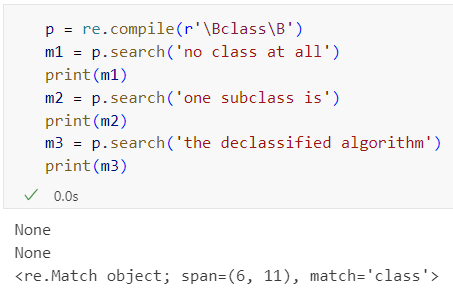 p = re.compile(r'\Bclass\B')
m1 = p.search('no class at all')
print(m1)
m2 = p.search('one subclass is')
print(m2)
m3 = p.search('the declassified algorithm')
print(m3)
0.0s
None
None
<re.Match object; span=(6, 11), match='class'>